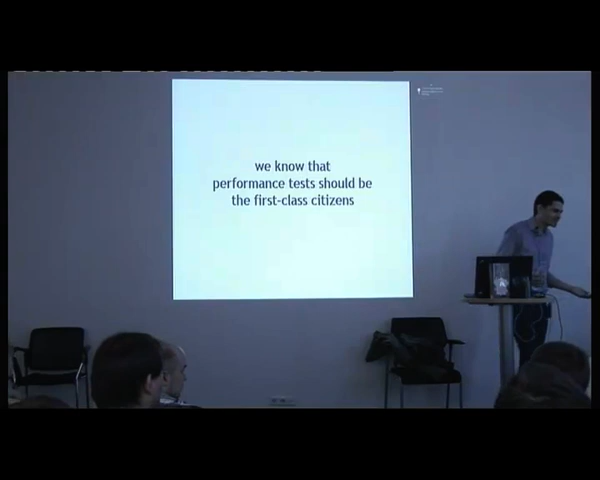 we know that
performance tests should be
the first-class citizens